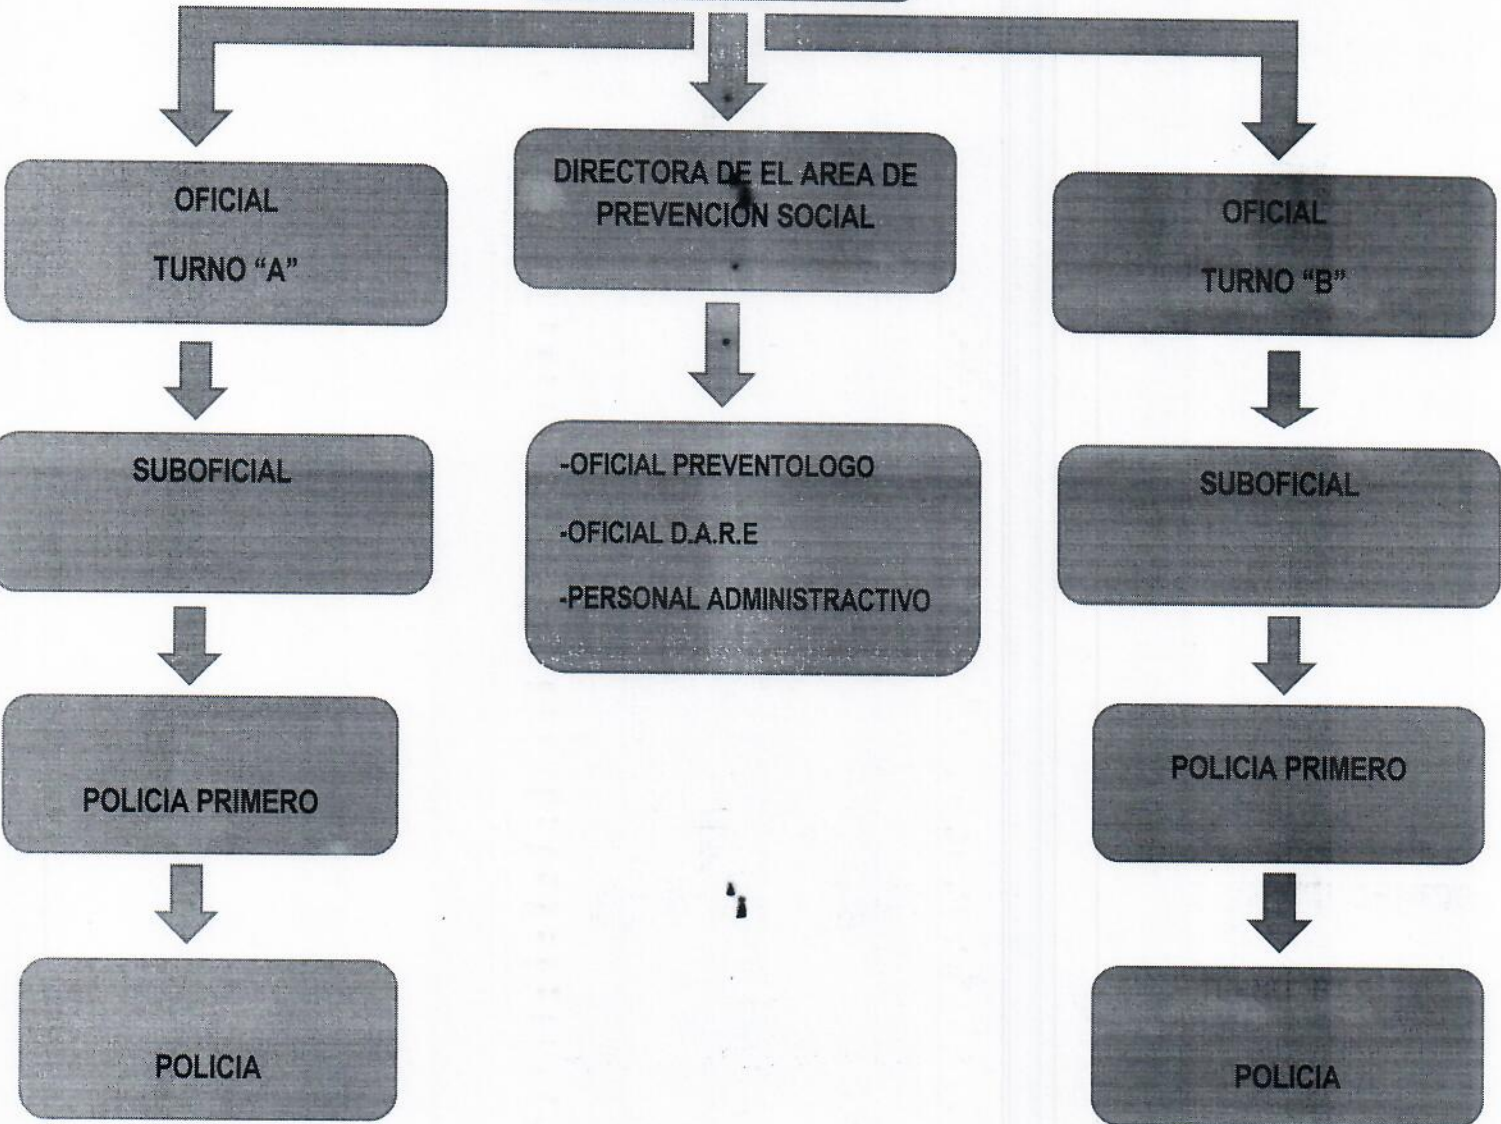 OFICIAL
TURNO “A”
DIRECTORA DE EL AREA DE
PREVENCIÓN SOCIAL
OFICIAL
TURNO “B”
SUBOFICIAL
-OFICIAL PREVENTOLOGO
-OFICIAL D.A.R.E
-PERSONAL ADMINISTRACTIVO
SUBOFICIAL
POLICIA PRIMERO
POLICIA PRIMERO
POLICIA
POLICIA